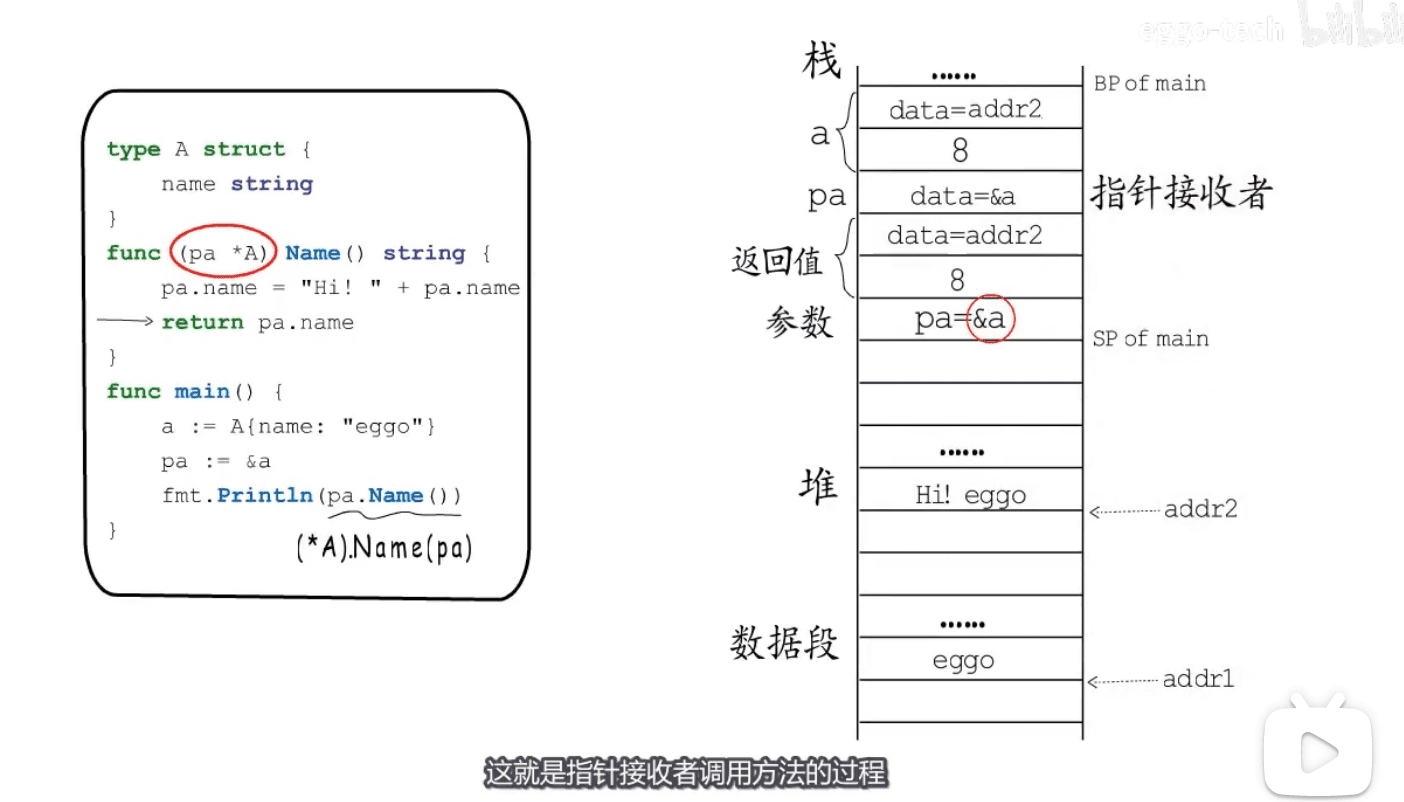 eggo-tech bilibili
type A struct {
name string
}
func (pa *A) Name() string {
pa.name = "Hi! " + pa.name
return pa.name
}
func main() {
a := A{name: "eggo"}
pa := &a
fmt.Println(pa.Name())
}
(*A).Name(pa)
栈
......
BP of main
a
data=addr2
8
pa
data=&a
指针接收者
返回值
data=addr2
8
参数
pa=&a
SP of main
......
堆
Hi! eggo
addr2
......
数据段
eggo
addr1
这就是指针接收者调用方法的过程